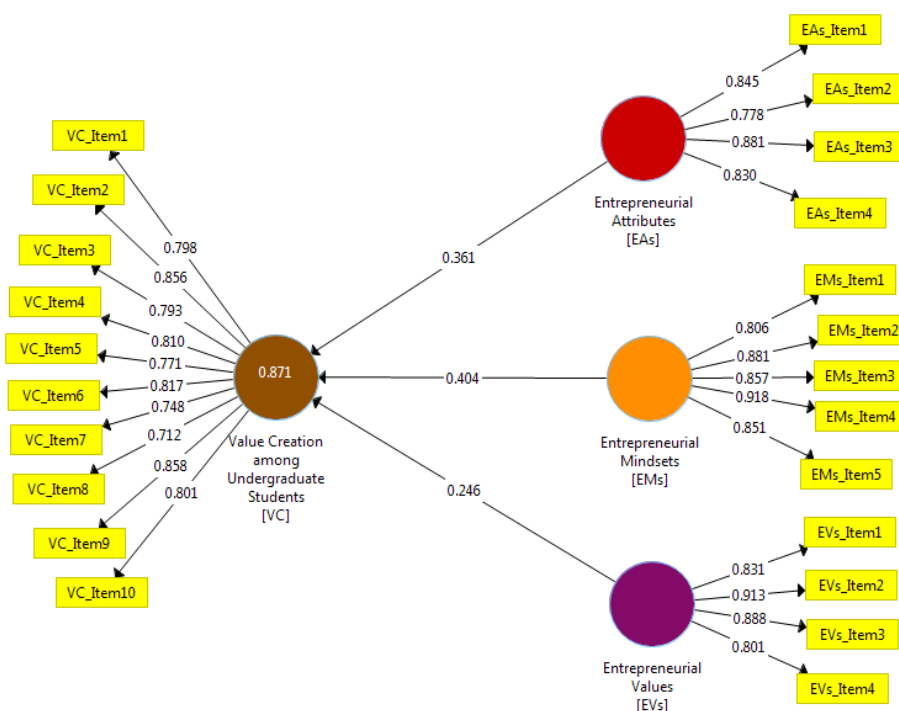 EAs_Item1
0.845
EAs_Item2
0.778
EAs_Item3
0.881
EAs_Item4
0.830
Entrepreneurial
Attributes
[EAs]
0.361
VC_Item1
0.798
VC_Item2
0.856
VC_Item3
0.793
VC_Item4
0.810
VC_Item5
0.771
VC_Item6
0.817
VC_Item7
0.748
VC_Item8
0.712
VC_Item9
0.858
VC_Item10
0.801
0.871
Value Creation
among
Undergraduate
Students
[VC]
0.404
EMs_Item1
0.806
EMs_Item2
0.881
EMs_Item3
0.857
EMs_Item4
0.918
EMs_Item5
0.851
Entrepreneurial
Mindsets
[EMs]
0.246
EVs_Item1
0.831
EVs_Item2
0.913
EVs_Item3
0.888
EVs_Item4
0.801
Entrepreneurial
Values
[EVs]